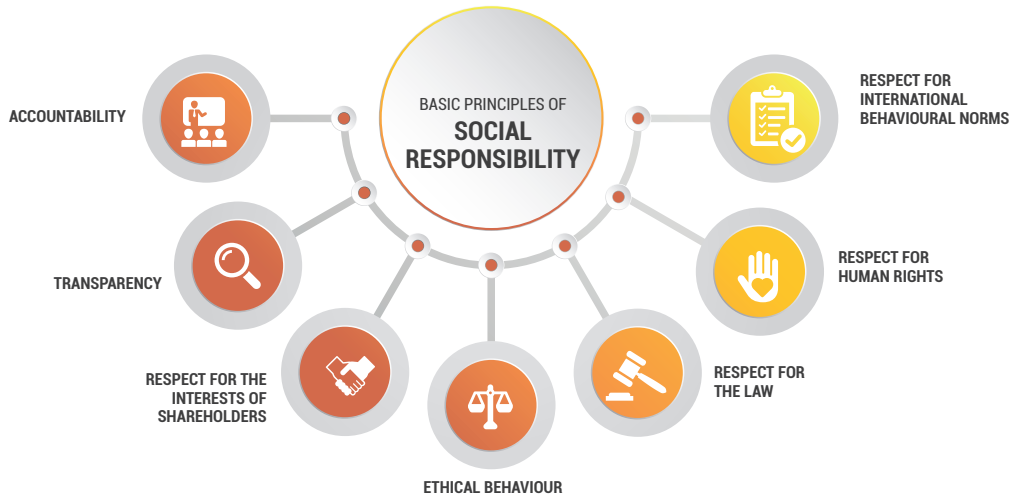 BASIC PRINCIPLES OF
SOCIAL
RESPONSIBILITY
ACCOUNTABILITY
TRANSPARENCY
RESPECT FOR THE
INTERESTS OF
SHAREHOLDERS
ETHICAL BEHAVIOUR
RESPECT FOR
THE LAW
RESPECT FOR
HUMAN RIGHTS
RESPECT FOR
INTERNATIONAL
BEHAVIOURAL NORMS